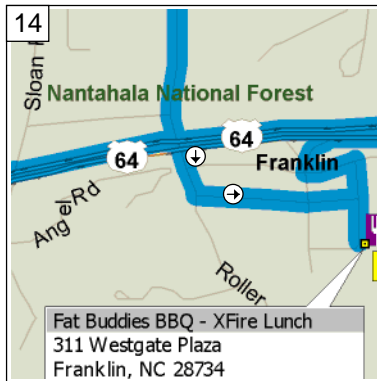 14
Sloan
Nantahala National Forest
64
64
Franklin
Angel Rd
Roller
Fat Buddies BBQ - XFire Lunch
311 Westgate Plaza
Franklin, NC 28734